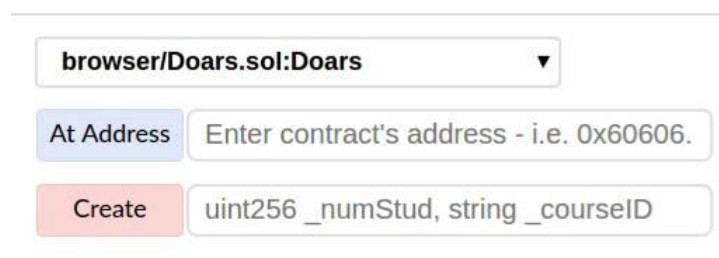 browser/Doars.sol:Doars
At Address Enter contract's address - i.e. 0x60606.
Create uint256 _numStud, string _courseID